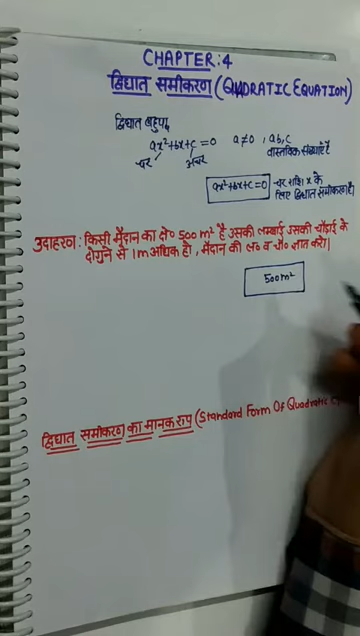 CHAPTER:4
द्विघात समीकरण (QUADRATIC EQUATION)
द्विघात बहुपद
ax²+bx+c=0 a≠0 , a,b,c
चर अचर वास्तविक संख्याएँ है
ax²+bx+c=0 चर राशि x के
लिए द्विघात समीकरण है।
उदाहरण: किसी मैदान का क्षे० 500 m² है उसकी लम्बाई उसकी चौड़ाई के
दोगुने से 1m अधिक हो, मैदान की ल० व चौ० ज्ञात करो।
500m²
द्विघात समीकरण का मानक रूप (Standard Form Of Quadratic